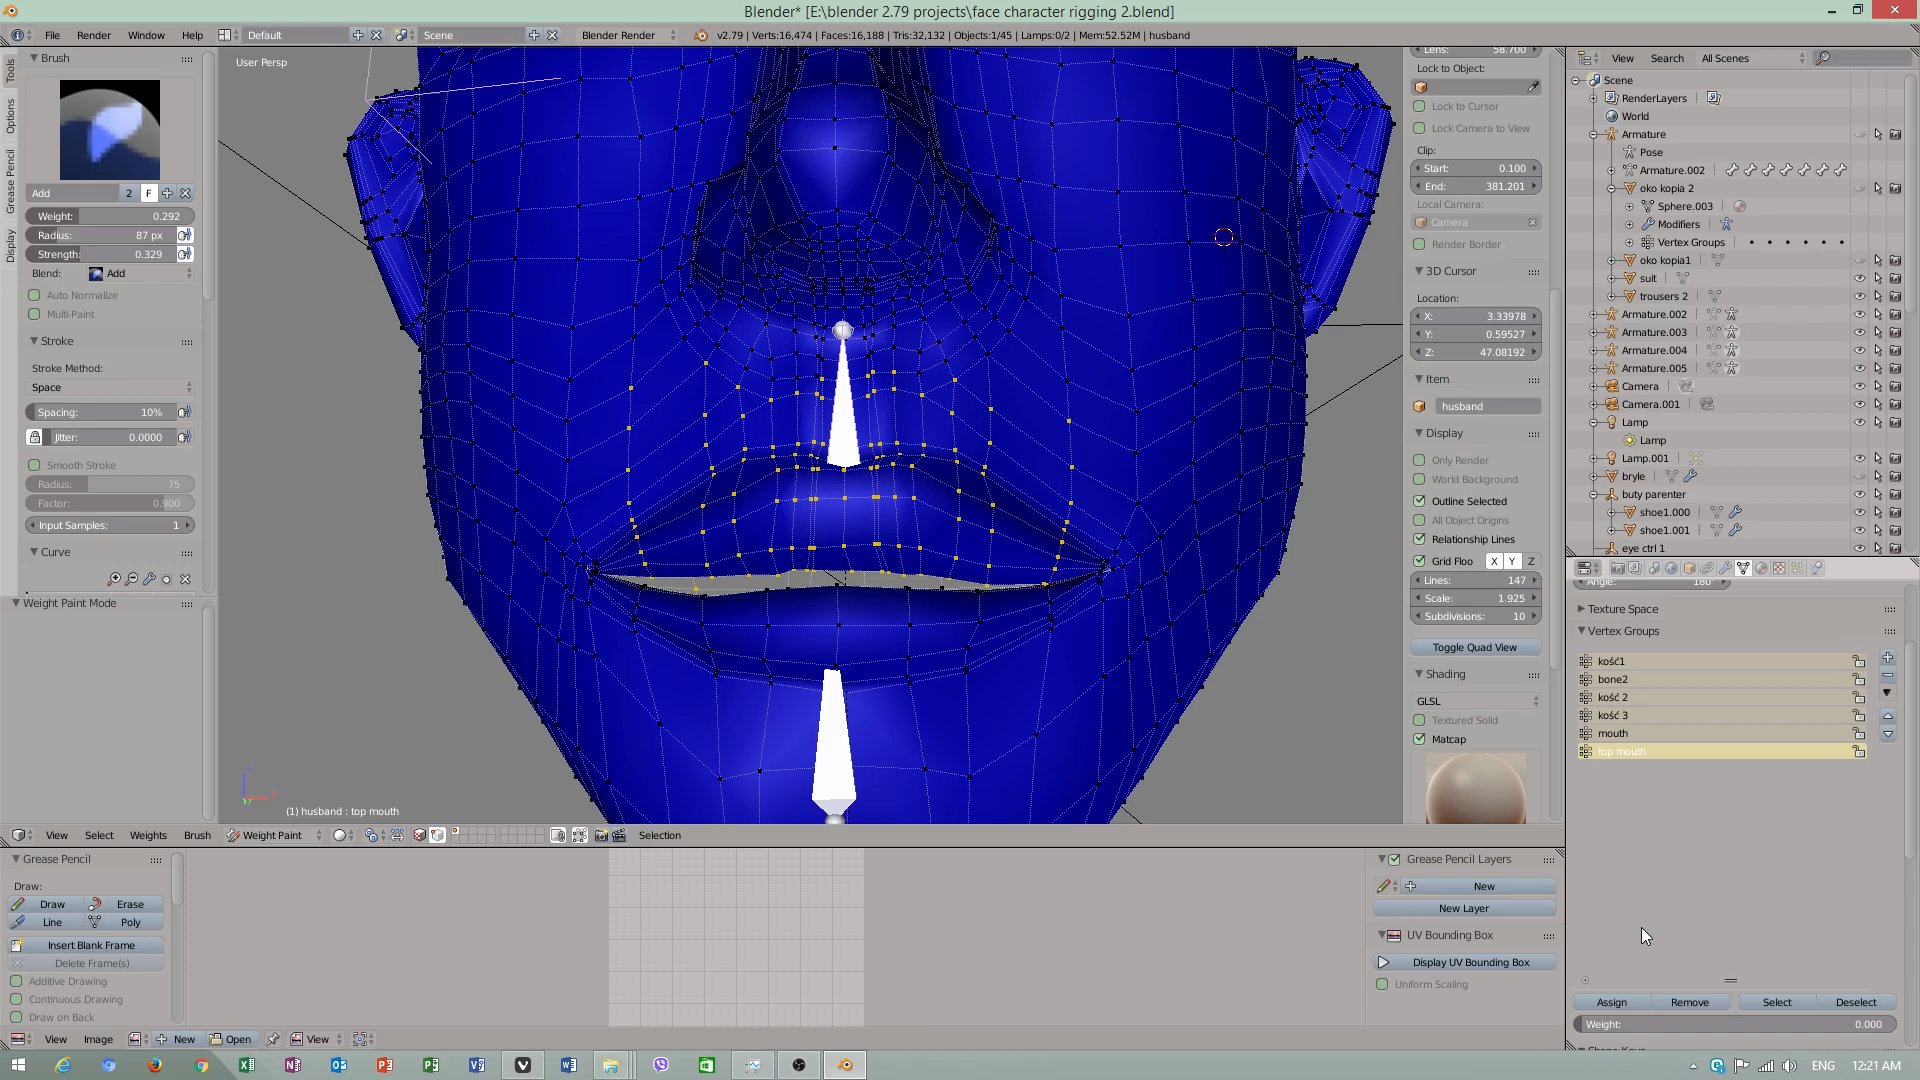 Blender* [E:\blender 2.79 projects\face character rigging 2.blend]
File Render Window Help Default Scene Blender Render v2.79 | Verts:16,474 | Faces:16,188 | Tris:32,132 | Objects:1/45 | Lamps:0/2 | Mem:52.52M | husband
Tools
Options
Grease Pencil
Display
Brush
Add 2 F
Weight: 0.292
Radius: 87 px
Strength: 0.329
Blend: Add
Auto Normalize
Multi-Paint
Stroke
Stroke Method:
Space
Spacing: 10%
Jitter: 0.0000
Smooth Stroke
Radius: 75
Factor: 0.900
Input Samples: 1
Curve
Weight Paint Mode
User Persp
(1) husband : top mouth
View Select Weights Brush Weight Paint Selection
Lens: 58.700
Lock to Object:
Lock to Cursor
Lock Camera to View
Clip:
Start: 0.100
End: 381.201
Local Camera:
Camera
Render Border
3D Cursor
Location:
X: 3.33978
Y: 0.59527
Z: 47.08192
Item
husband
Display
Only Render
World Background
Outline Selected
All Object Origins
Relationship Lines
Grid Floo X Y Z
Lines: 147
Scale: 1.925
Subdivisions: 10
Toggle Quad View
Shading
GLSL
Textured Solid
Matcap
View Search All Scenes
Scene
RenderLayers
World
Armature
Pose
Armature.002
oko kopia 2
Sphere.003
Modifiers
Vertex Groups
oko kopia1
suit
trousers 2
Armature.002
Armature.003
Armature.004
Armature.005
Camera
Camera.001
Lamp
Lamp
Lamp.001
bryle
buty parenter
shoe1.000
shoe1.001
eye ctrl 1
Angle: 180°
Texture Space
Vertex Groups
kość1
bone2
kość 2
kość 3
mouth
top mouth
Assign Remove Select Deselect
Weight: 0.000
Shape Keys
Grease Pencil
Draw:
Draw Erase
Line Poly
Insert Blank Frame
Delete Frame(s)
Additive Drawing
Continuous Drawing
Draw on Back
View Image New Open View
Grease Pencil Layers
New
New Layer
UV Bounding Box
Display UV Bounding Box
Uniform Scaling
ENG 12:21 AM